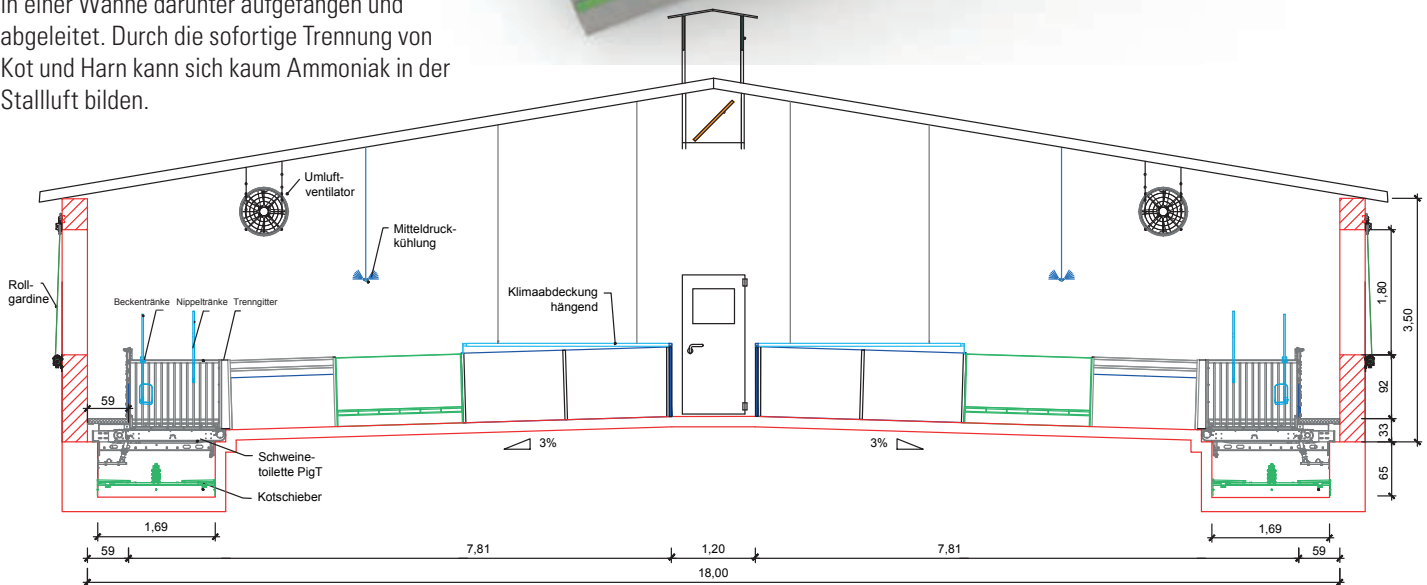 in einer Wanne darunter aufgefangen und
abgeleitet. Durch die sofortige Trennung von
Kot und Harn kann sich kaum Ammoniak in der
Stallluft bilden.
Umluft-
ventilator
Mitteldruck-
kühlung
Roll-
gardine
Beckentränke Nippeltränke Trenngitter
Klimaabdeckung
hängend
1,80
3,50
59
92
33
3%
3%
Schweine-
toilette PigT
65
Kotschieber
1,69
1,69
59
7,81
1,20
7,81
59
18,00